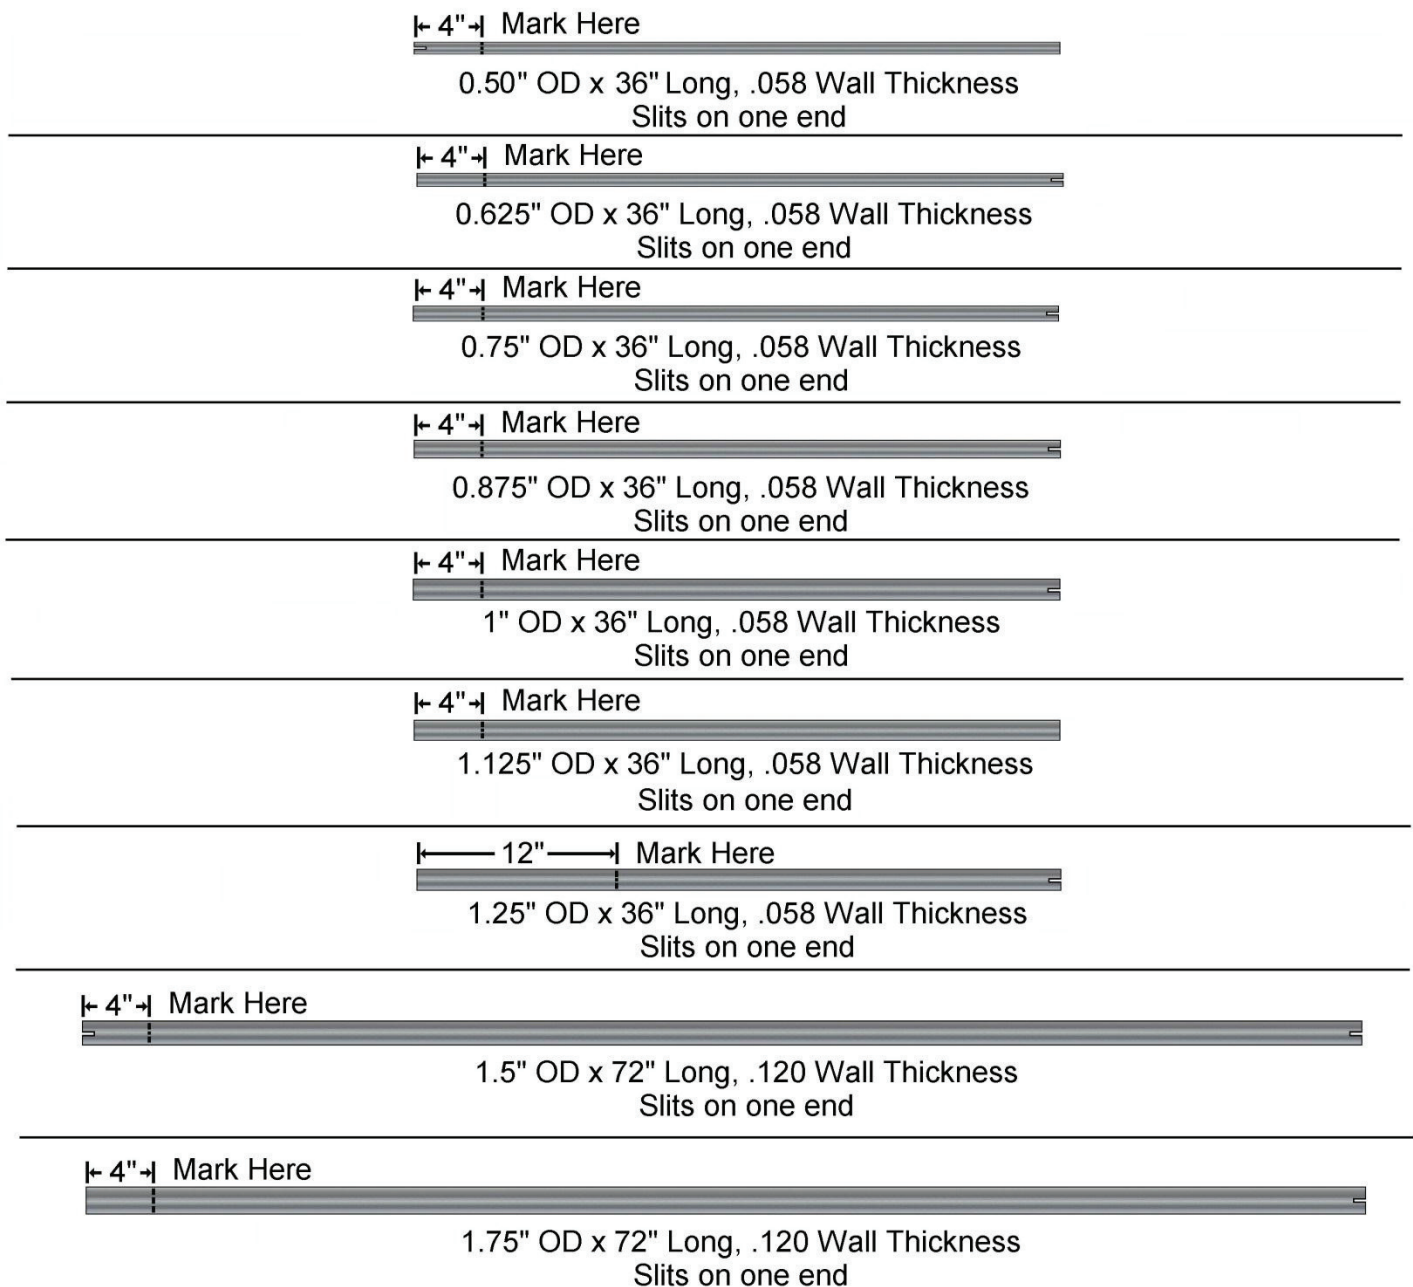 4" Mark Here
0.50" OD x 36" Long, .058 Wall Thickness
Slits on one end
4" Mark Here
0.625" OD x 36" Long, .058 Wall Thickness
Slits on one end
4" Mark Here
0.75" OD x 36" Long, .058 Wall Thickness
Slits on one end
4" Mark Here
0.875" OD x 36" Long, .058 Wall Thickness
Slits on one end
4" Mark Here
1" OD x 36" Long, .058 Wall Thickness
Slits on one end
4" Mark Here
1.125" OD x 36" Long, .058 Wall Thickness
Slits on one end
12" Mark Here
1.25" OD x 36" Long, .058 Wall Thickness
Slits on one end
4" Mark Here
1.5" OD x 72" Long, .120 Wall Thickness
Slits on one end
4" Mark Here
1.75" OD x 72" Long, .120 Wall Thickness
Slits on one end